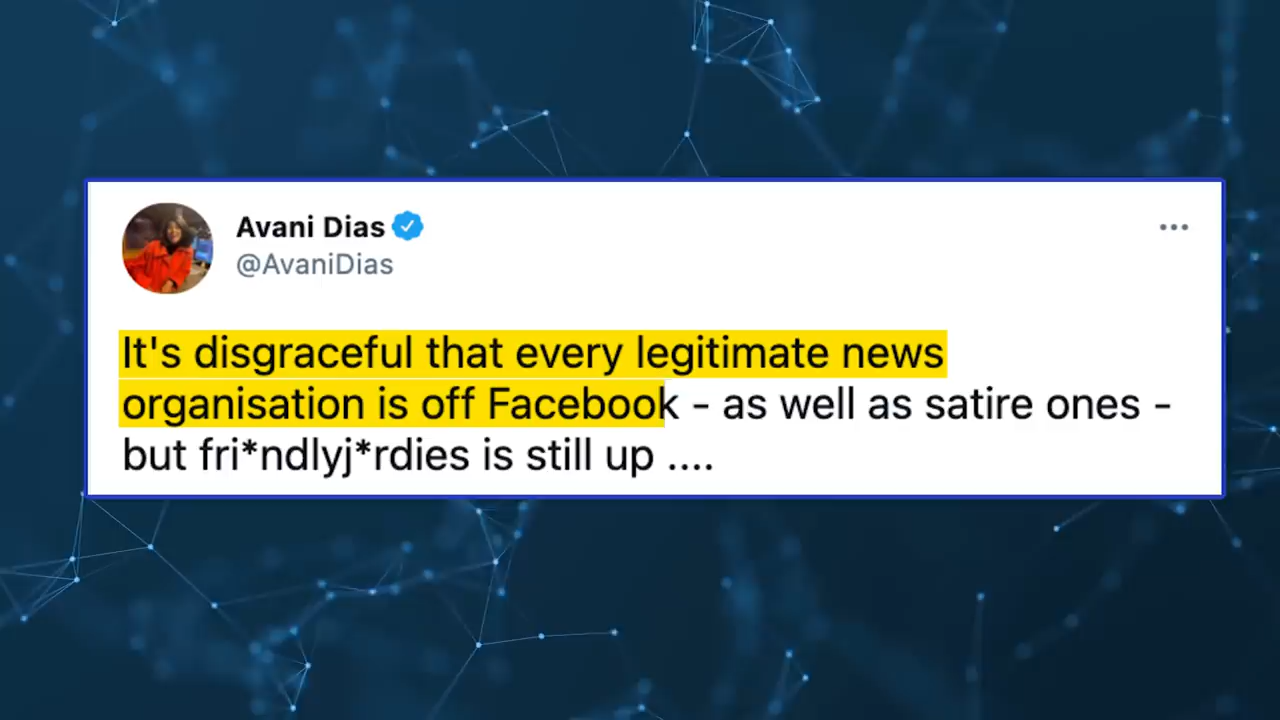 Avani Dias
@AvaniDias
It's disgraceful that every legitimate news
organisation is off Facebook - as well as satire ones -
but fri*ndlyj*rdies is still up ....